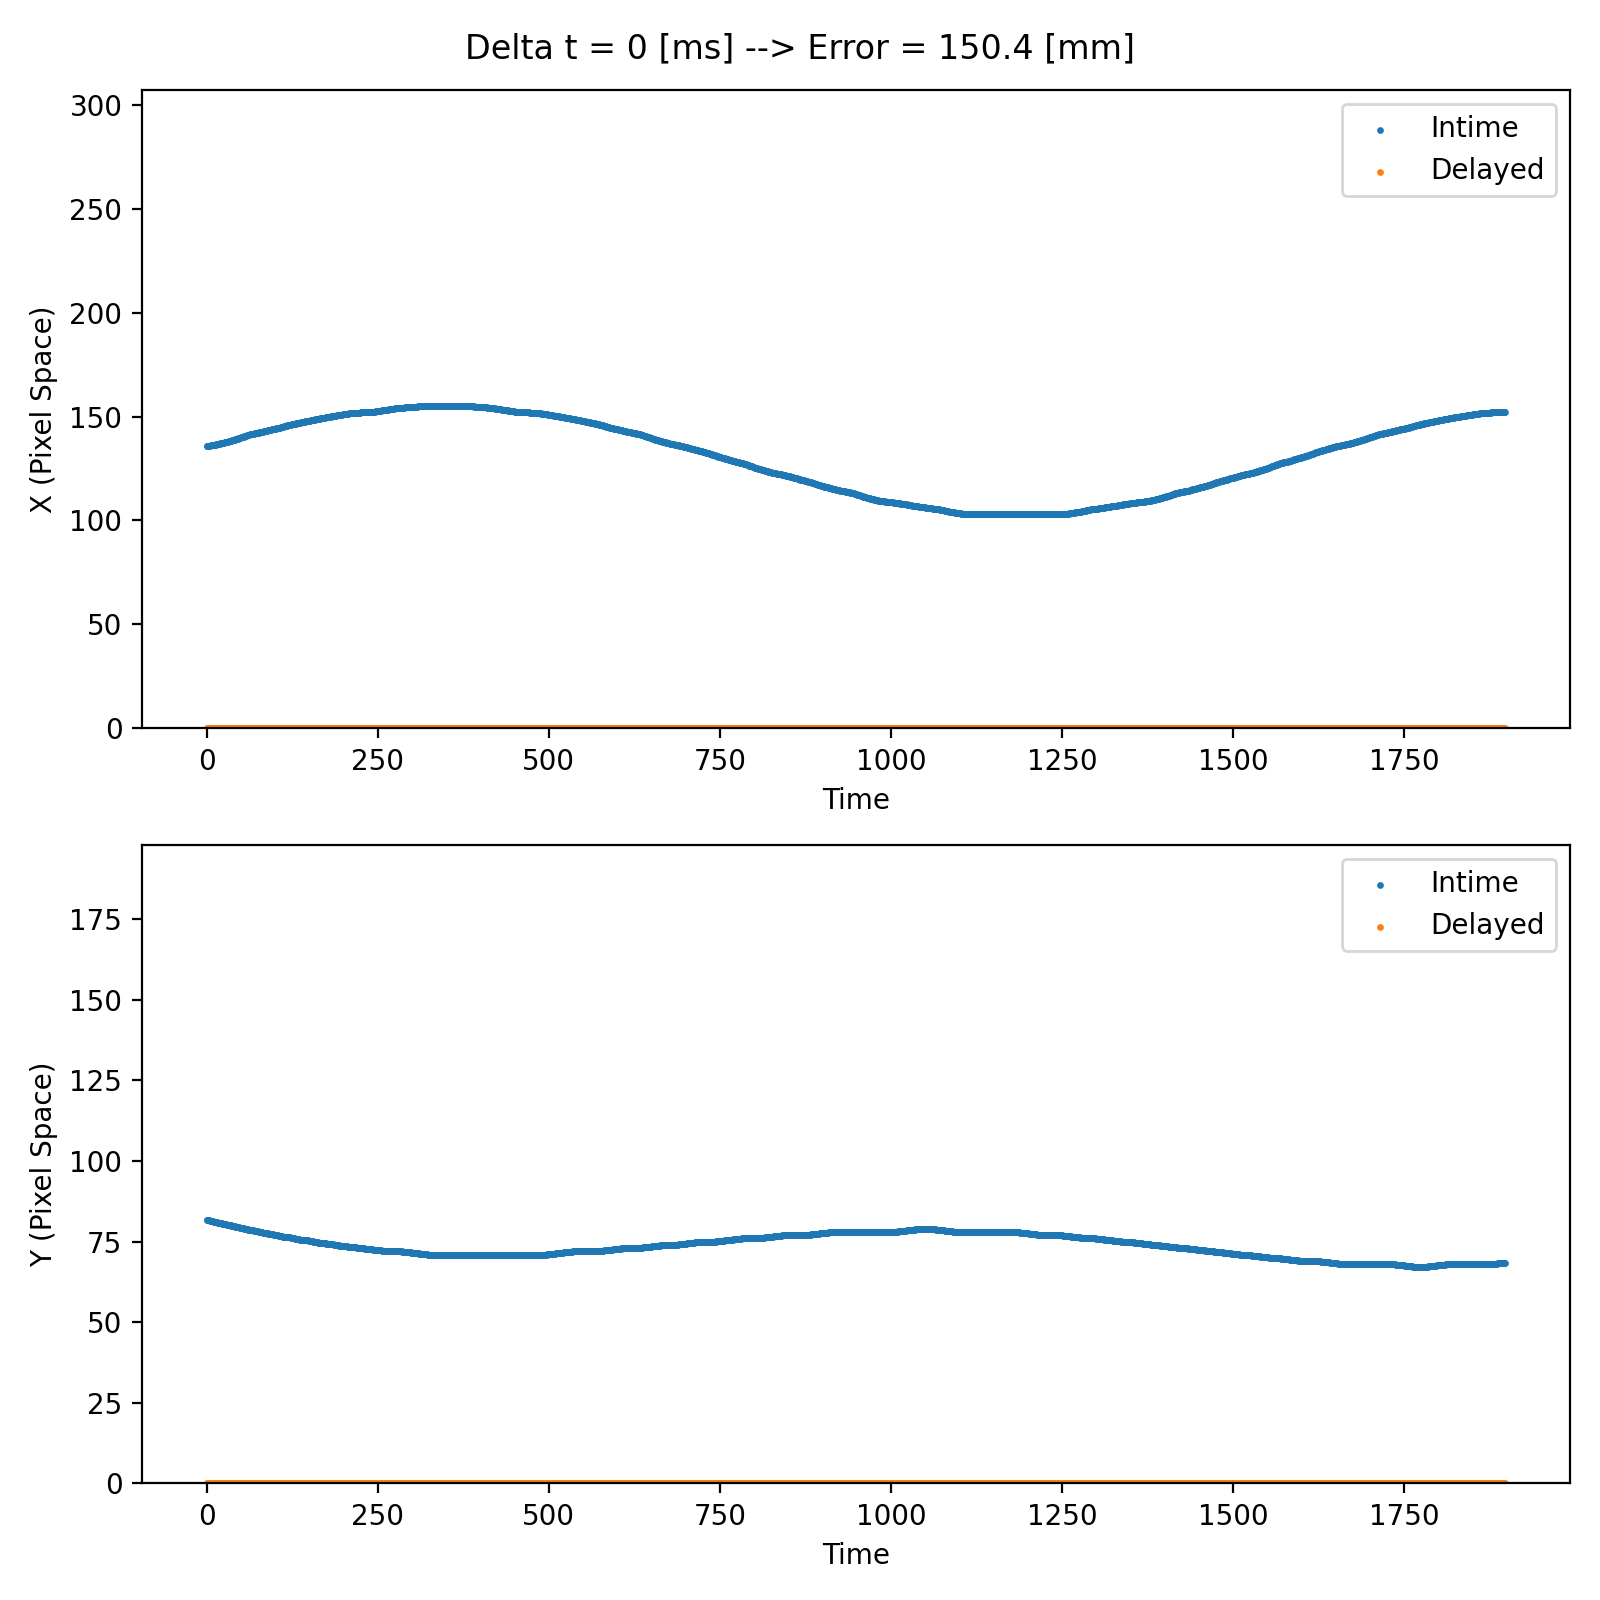 Delta t = 0 [ms] --> Error = 150.4 [mm]
300
250
200
150
100
50
0
X (Pixel Space)
Intime
Delayed
0 250 500 750 1000 1250 1500 1750
Time
175
150
125
100
75
50
25
0
Y (Pixel Space)
Intime
Delayed
0 250 500 750 1000 1250 1500 1750
Time